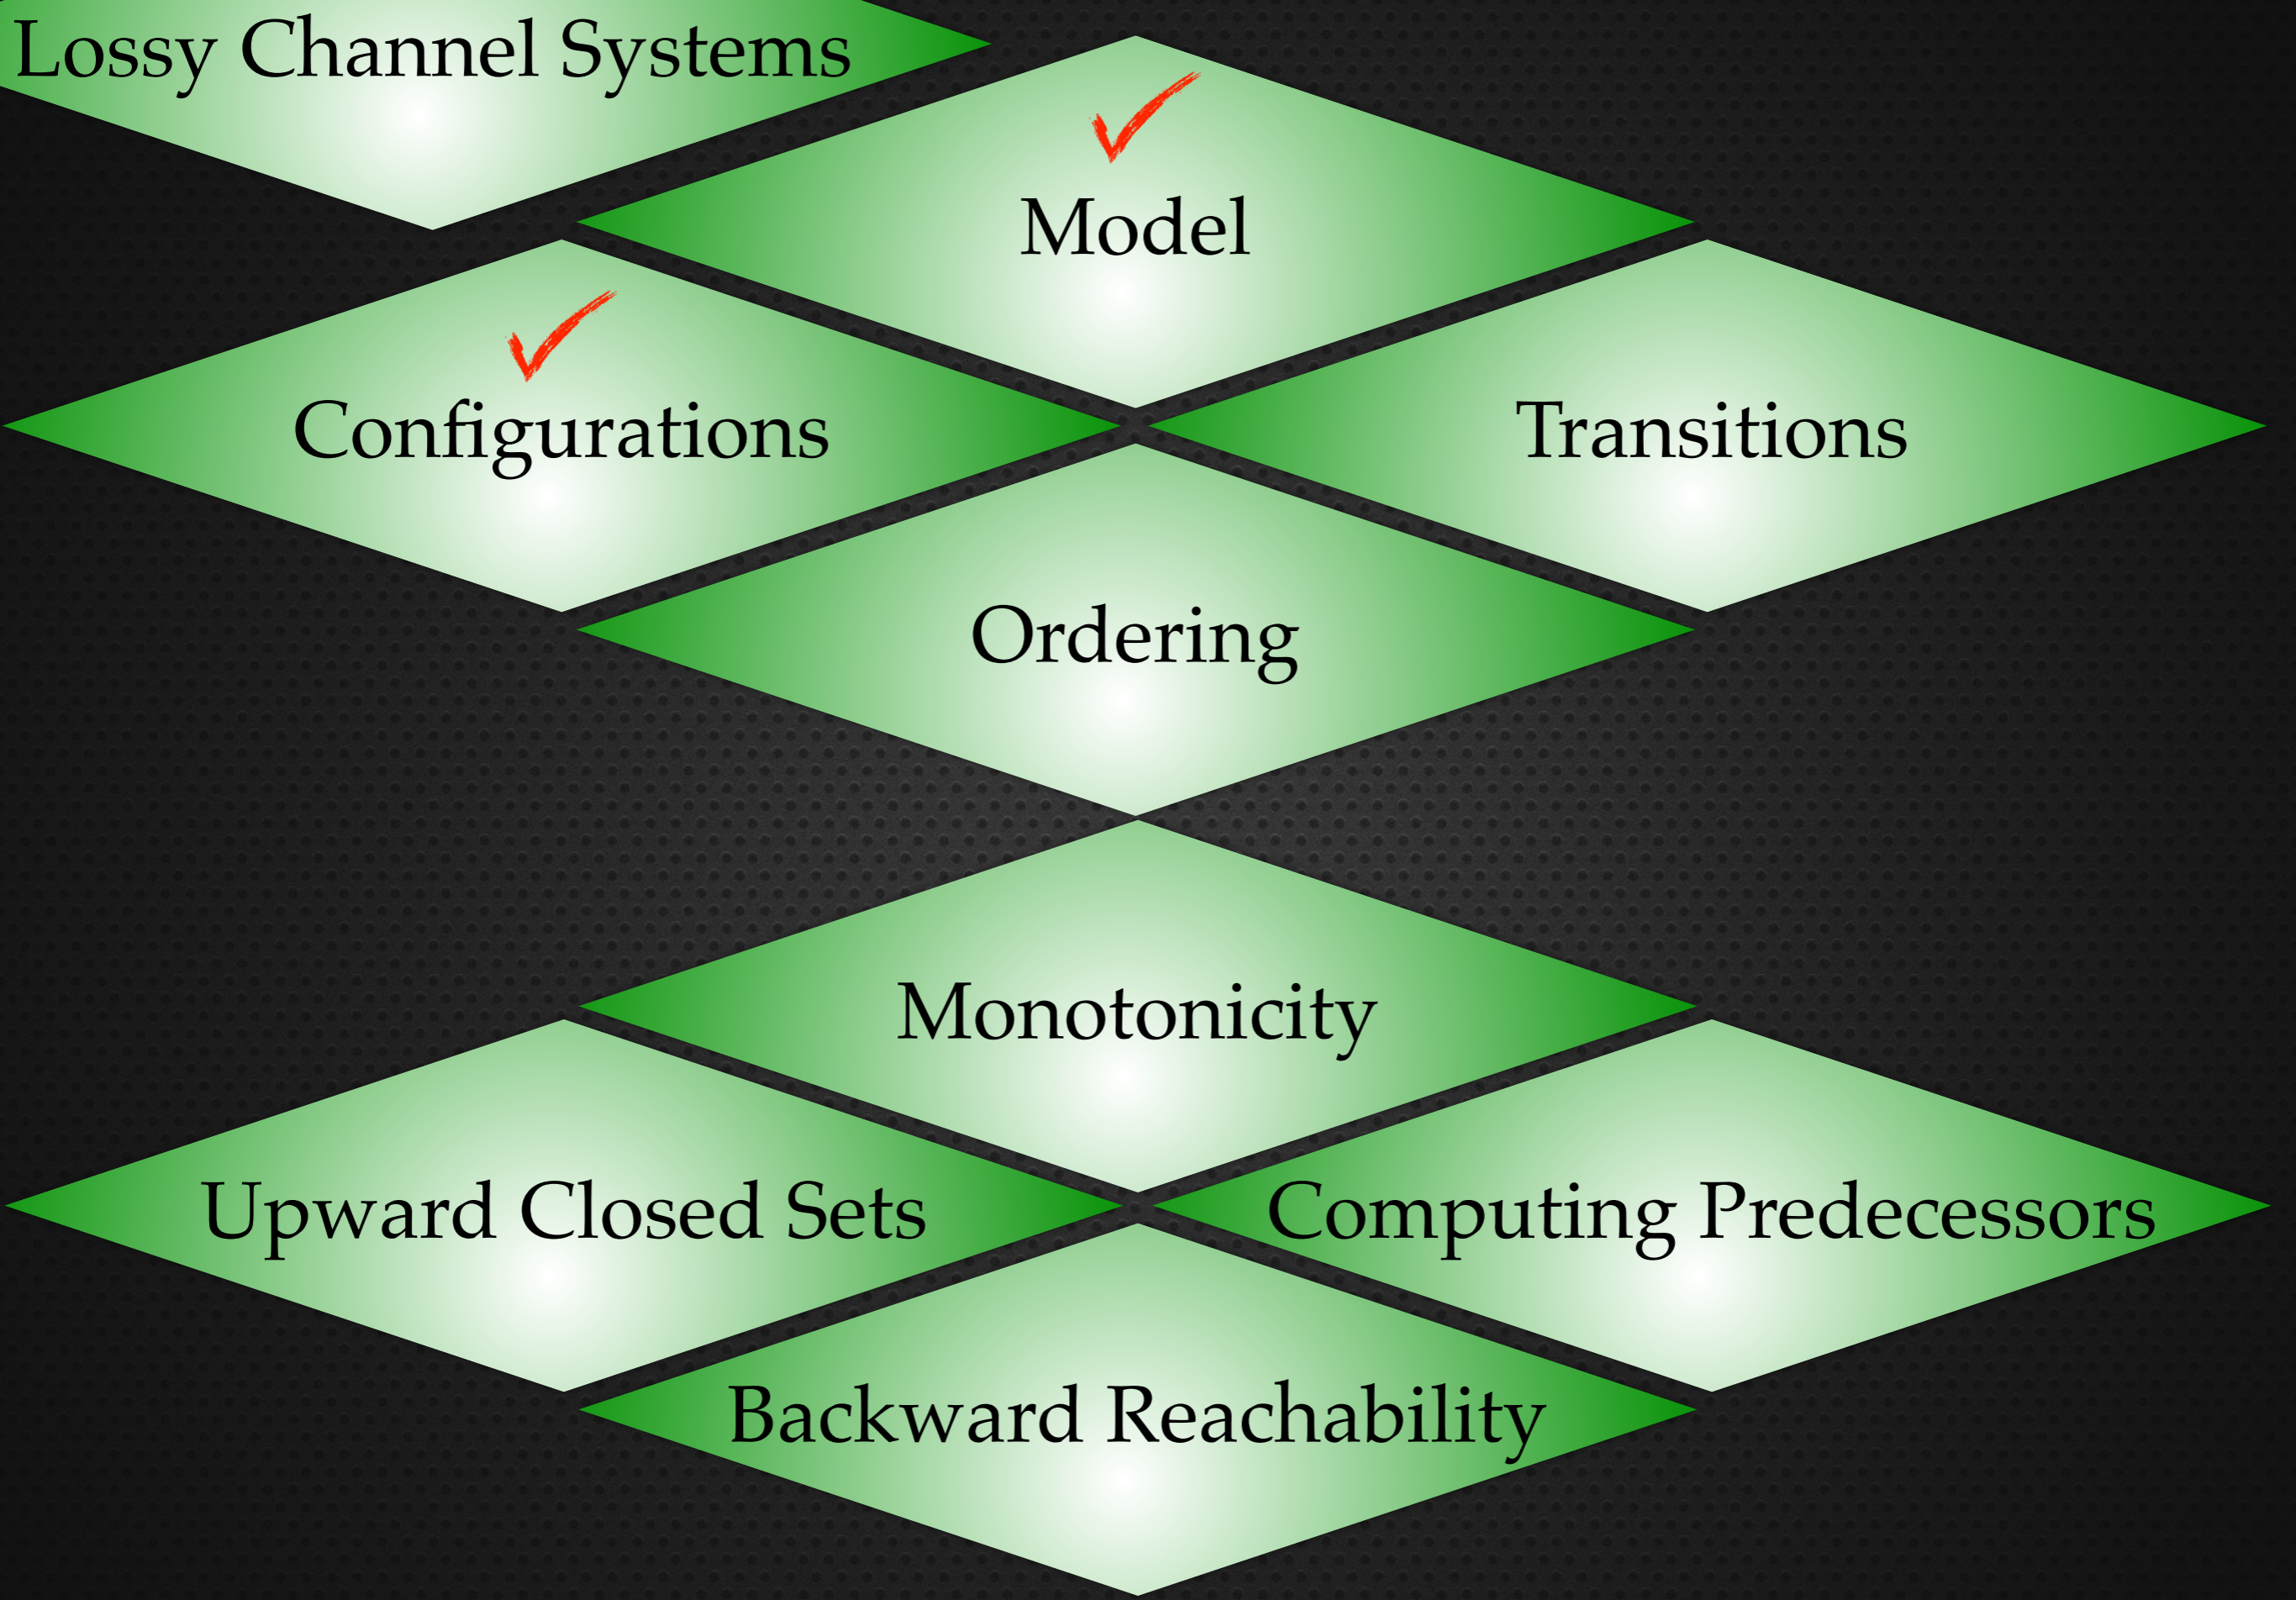 Lossy Channel Systems
Model
Configurations
Transitions
Ordering
Monotonicity
Upward Closed Sets
Computing Predecessors
Backward Reachability